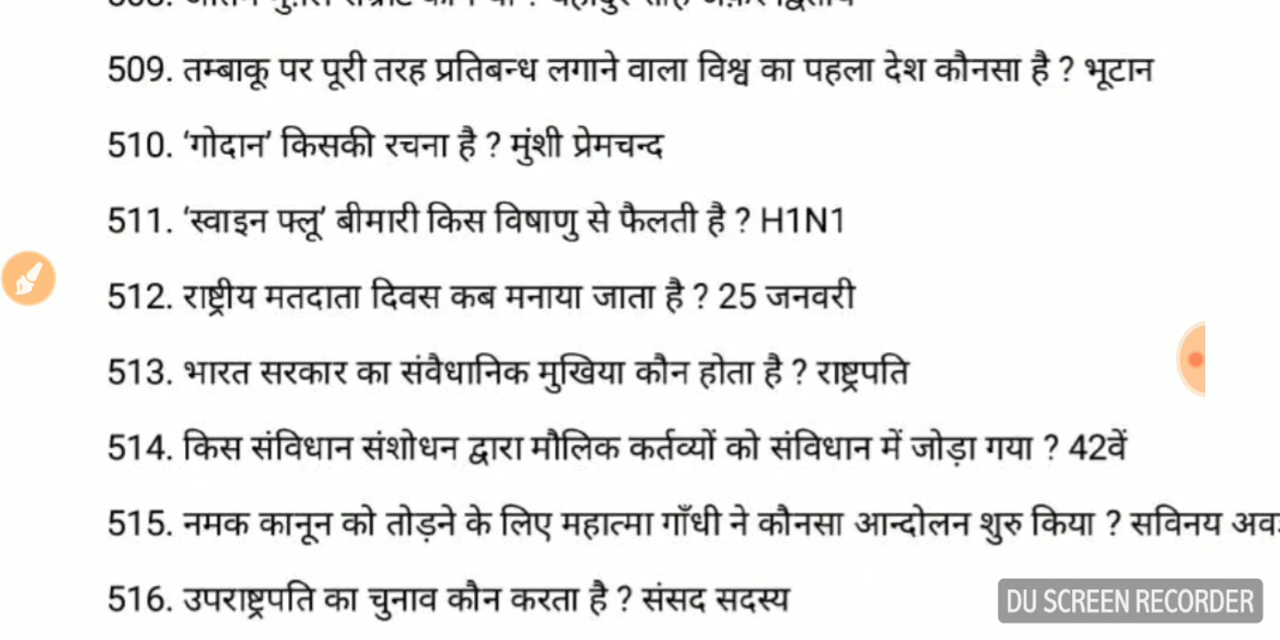 509. तम्बाकू पर पूरी तरह प्रतिबन्ध लगाने वाला विश्व का पहला देश कौनसा है ? भूटान
510. ‘गोदान’ किसकी रचना है ? मुंशी प्रेमचन्द
511. ‘स्वाइन फ्लू’ बीमारी किस विषाणु से फैलती है ? H1N1
512. राष्ट्रीय मतदाता दिवस कब मनाया जाता है ? 25 जनवरी
513. भारत सरकार का संवैधानिक मुखिया कौन होता है ? राष्ट्रपति
514. किस संविधान संशोधन द्वारा मौलिक कर्तव्यों को संविधान में जोड़ा गया ? 42वें
515. नमक कानून को तोड़ने के लिए महात्मा गाँधी ने कौनसा आन्दोलन शुरु किया ? सविनय
516. उपराष्ट्रपति का चुनाव कौन करता है ? संसद सदस्य
DU SCREEN RECORDER